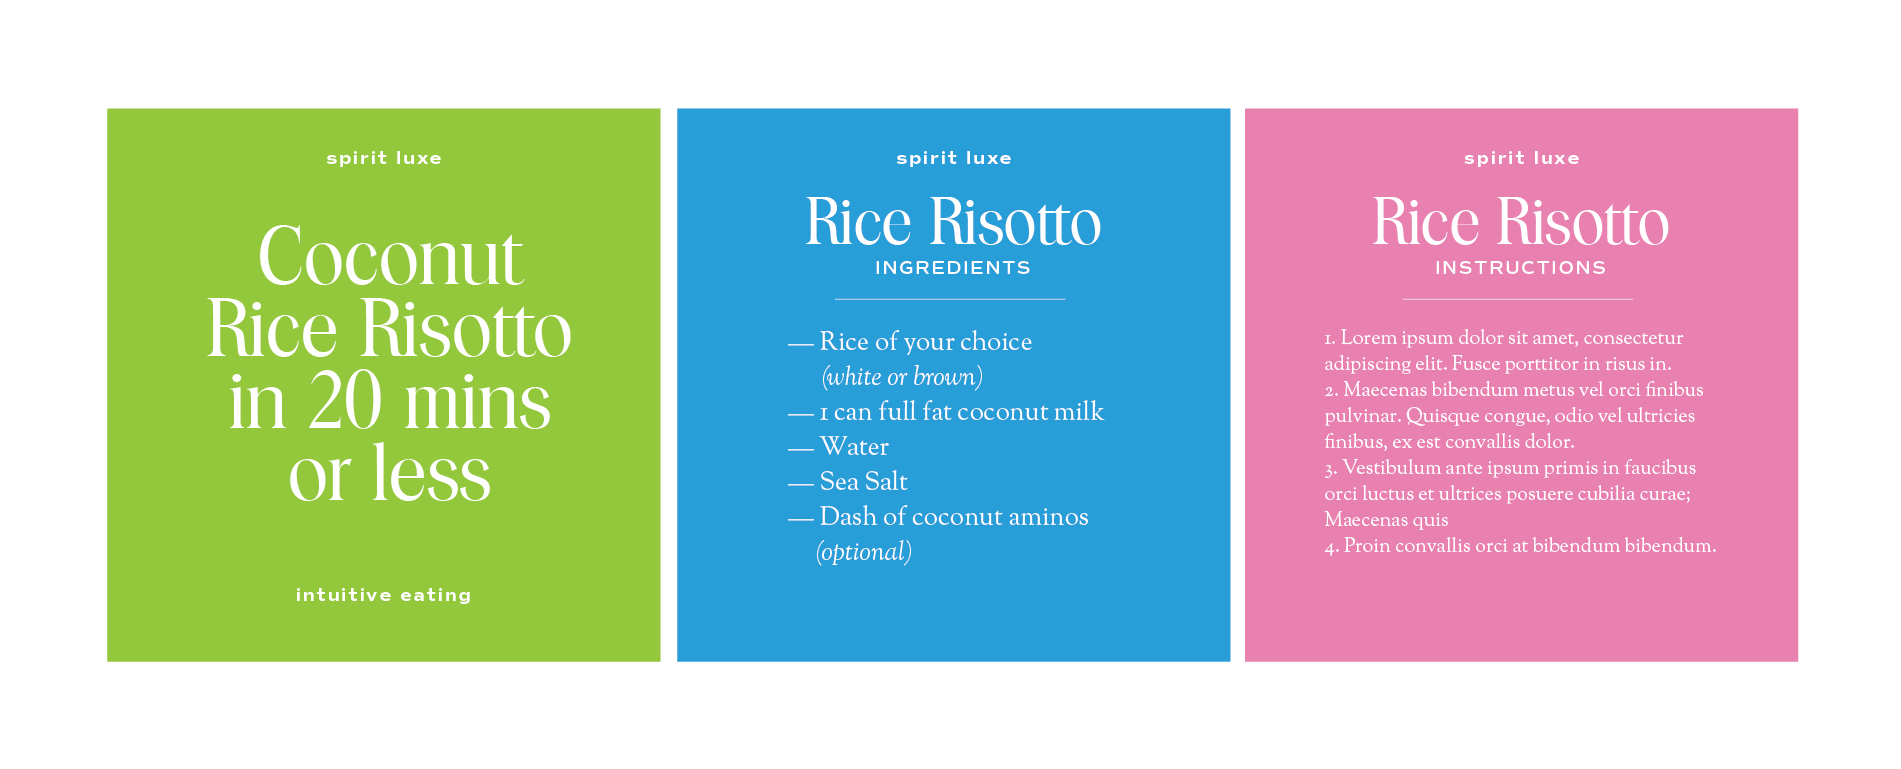 spirit luxe
Coconut
Rice Risotto
in 20 mins
or less
intuitive eating
spirit luxe
Rice Risotto
INGREDIENTS
— Rice of your choice
(white or brown)
— 1 can full fat coconut milk
— Water
— Sea Salt
— Dash of coconut aminos
(optional)
spirit luxe
Rice Risotto
INSTRUCTIONS
1. Lorem ipsum dolor sit amet, consectetur
adipiscing elit. Fusce porttitor in risus in.
2. Maecenas bibendum metus vel orci finibus
pulvinar. Quisque congue, odio vel ultricies
finibus, ex est convallis dolor.
3. Vestibulum ante ipsum primis in faucibus
orci luctus et ultrices posuere cubilia curae;
Maecenas quis
4. Proin convallis orci at bibendum bibendum.